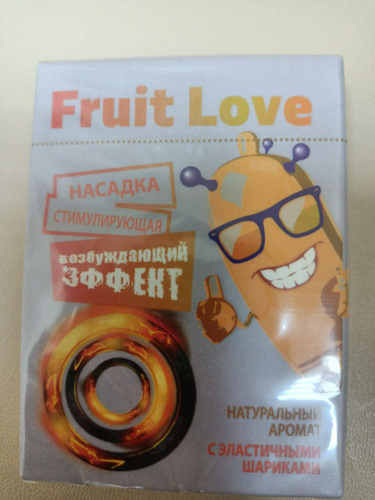 Fruit Love
НАСАДКА
СТИМУЛИРУЮЩАЯ
возбуждающий
ЭФФЕКТ
НАТУРАЛЬНЫЙ
АРОМАТ
С ЭЛАСТИЧНЫМИ
ШАРИКАМИ